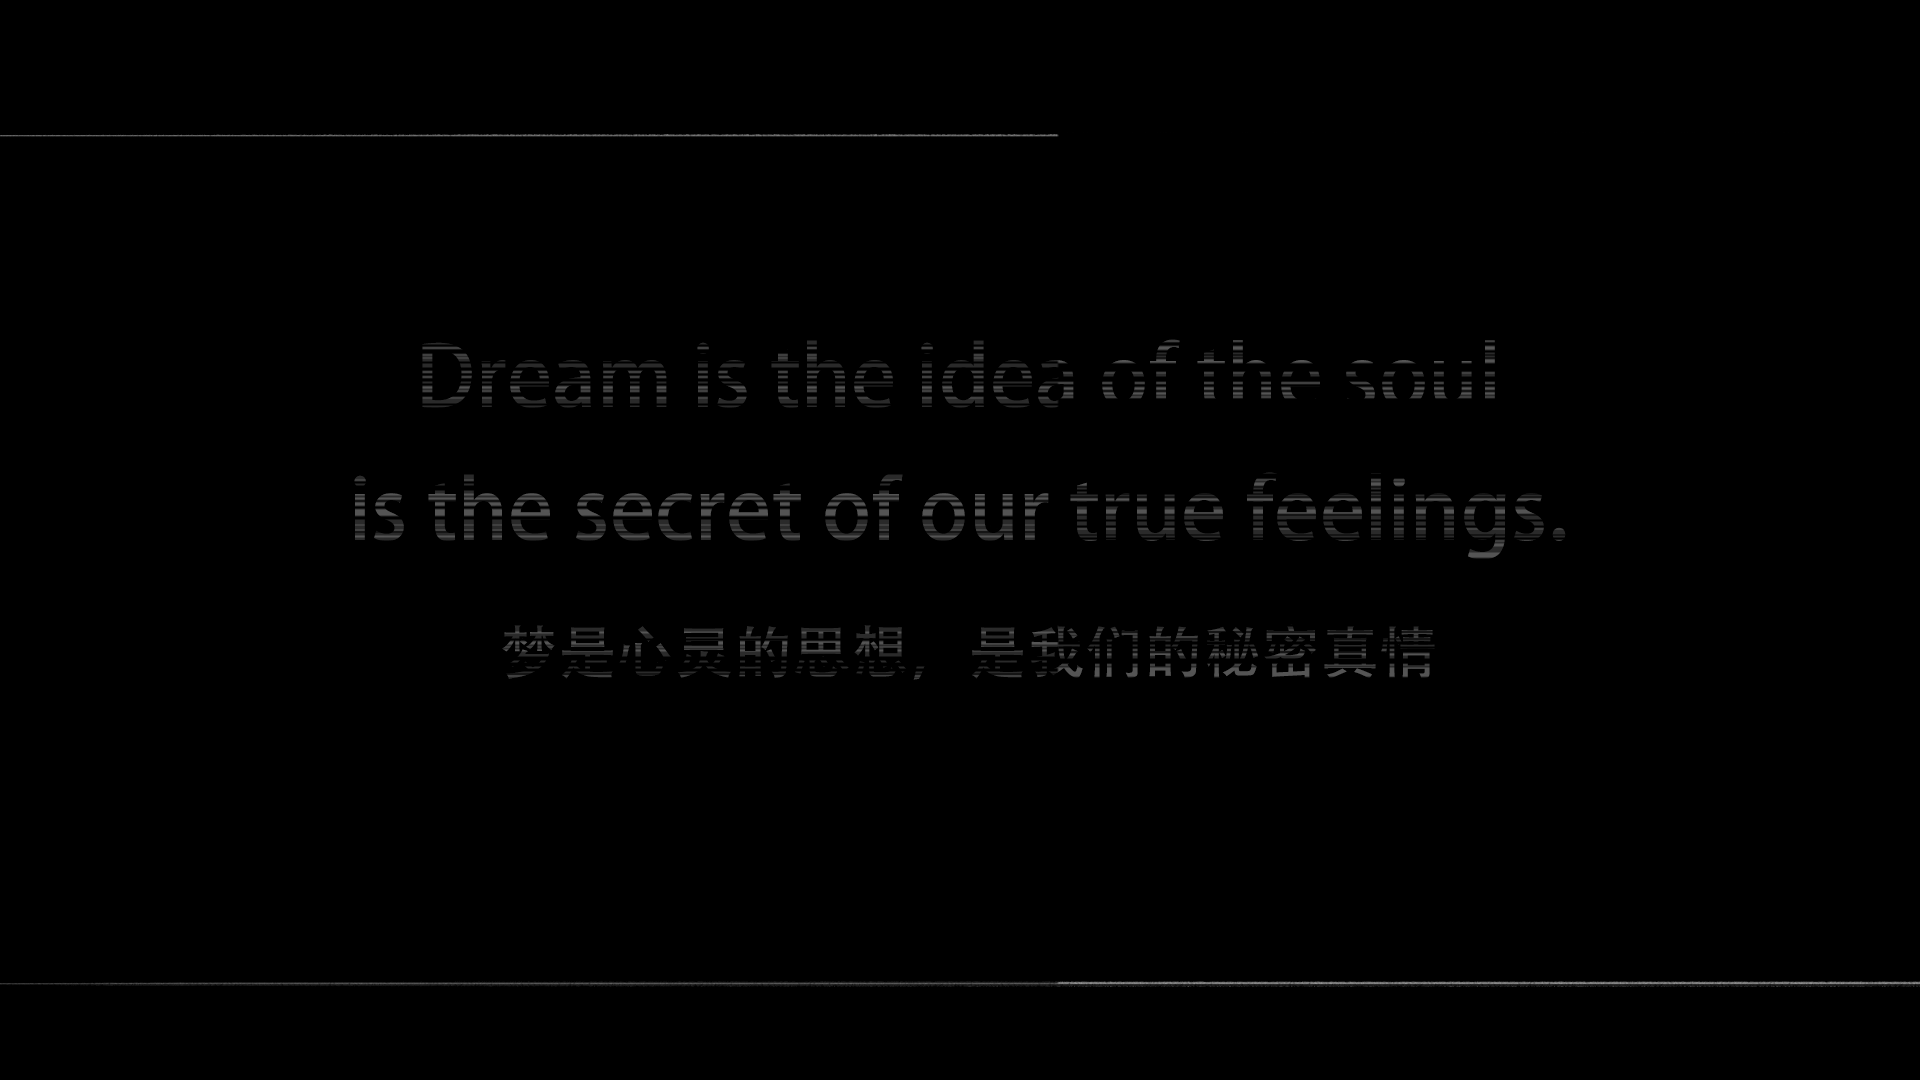 Dream is the idea of the soul
is the secret of our true feelings.
梦是心灵的思想，是我们的秘密真情